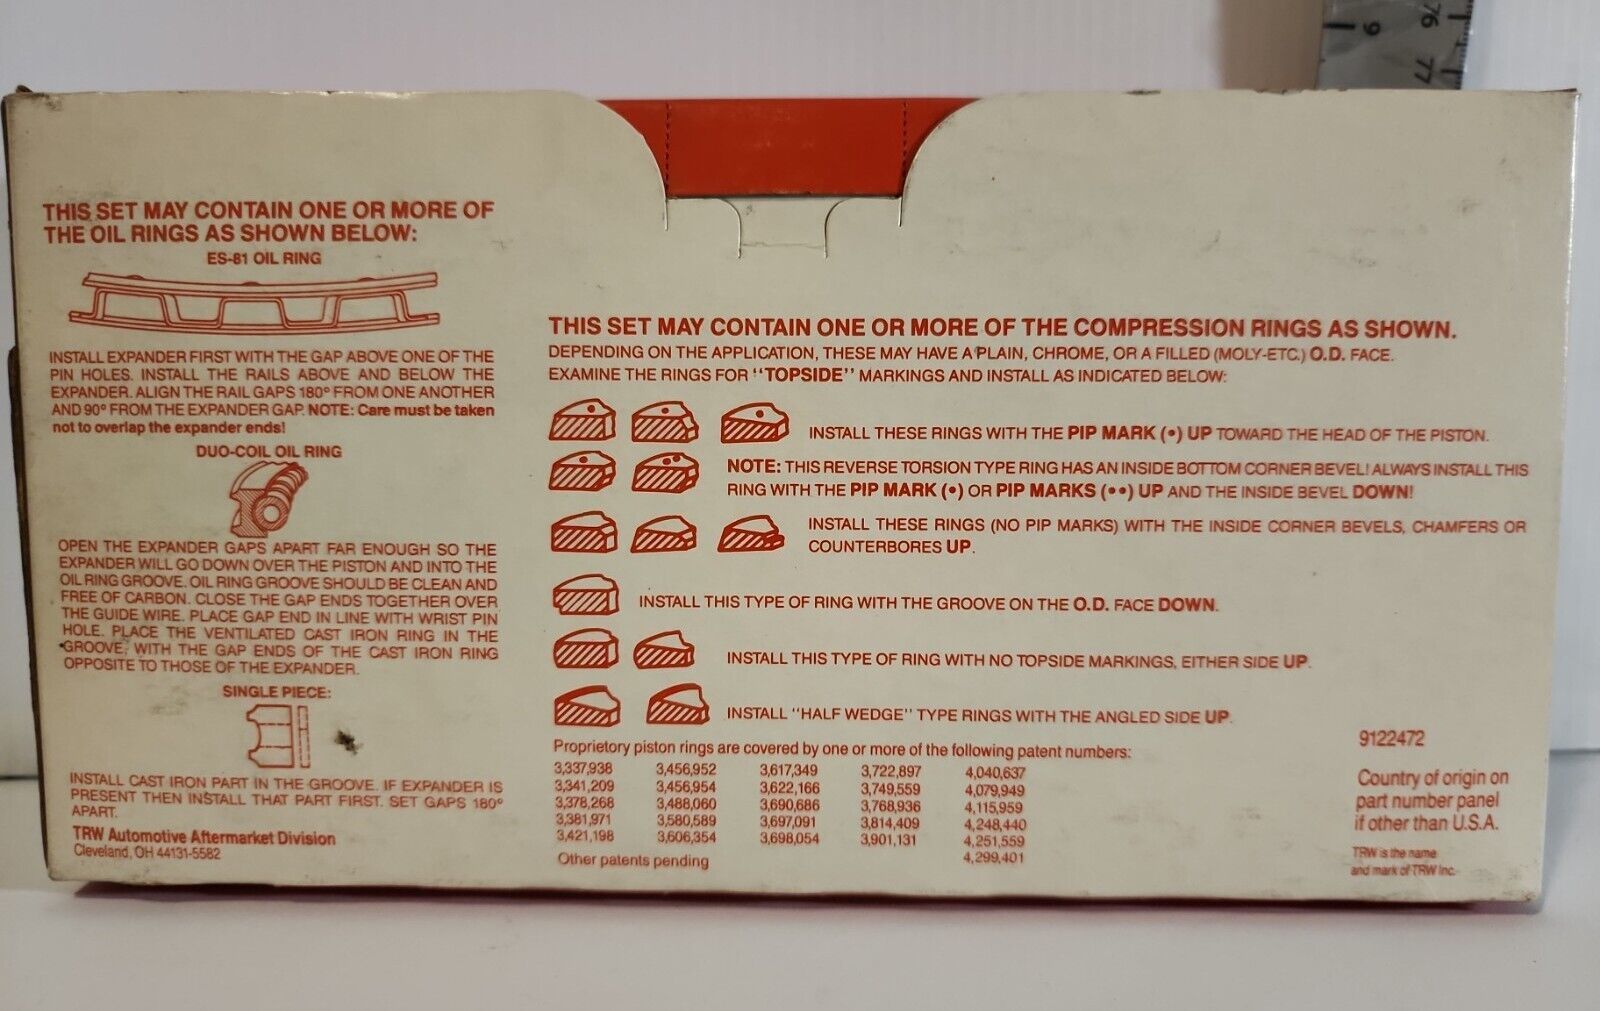 THIS SET MAY CONTAIN ONE OR MORE OF
THE OIL RINGS AS SHOWN BELOW:
ES-81 OIL RING
INSTALL EXPANDER FIRST WITH THE GAP ABOVE ONE OF THE
PIN HOLES. INSTALL THE RAILS ABOVE AND BELOW THE
EXPANDER. ALIGN THE RAIL GAPS 180° FROM ONE ANOTHER
AND 90° FROM THE EXPANDER GAP. NOTE: Care must be taken
not to overlap the expander ends!
DUO-COIL OIL RING
OPEN THE EXPANDER GAPS APART FAR ENOUGH SO THE
EXPANDER WILL GO DOWN OVER THE PISTON AND INTO THE
OIL RING GROOVE. OIL RING GROOVE SHOULD BE CLEAN AND
FREE OF CARBON. CLOSE THE GAP ENDS TOGETHER OVER
THE GUIDE WIRE. PLACE GAP END IN LINE WITH WRIST PIN
HOLE. PLACE THE VENTILATED CAST IRON RING IN THE
GROOVE, WITH THE GAP ENDS OF THE CAST IRON RING
OPPOSITE TO THOSE OF THE EXPANDER.
SINGLE PIECE:
INSTALL CAST IRON PART IN THE GROOVE. IF EXPANDER IS
PRESENT THEN INSTALL THAT PART FIRST. SET GAPS 180°
APART.
TRW Automotive Aftermarket Division
Cleveland, OH 44131-5582
THIS SET MAY CONTAIN ONE OR MORE OF THE COMPRESSION RINGS AS SHOWN.
DEPENDING ON THE APPLICATION, THESE MAY HAVE A PLAIN, CHROME, OR A FILLED (MOLY-ETC.) O.D. FACE.
EXAMINE THE RINGS FOR "TOPSIDE" MARKINGS AND INSTALL AS INDICATED BELOW:
INSTALL THESE RINGS WITH THE PIP MARK (•) UP TOWARD THE HEAD OF THE PISTON.
NOTE: THIS REVERSE TORSION TYPE RING HAS AN INSIDE BOTTOM CORNER BEVEL! ALWAYS INSTALL THIS
RING WITH THE PIP MARK (•) OR PIP MARKS (••) UP AND THE INSIDE BEVEL DOWN!
INSTALL THESE RINGS (NO PIP MARKS) WITH THE INSIDE CORNER BEVELS, CHAMFERS OR
COUNTERBORES UP.
INSTALL THIS TYPE OF RING WITH THE GROOVE ON THE O.D. FACE DOWN.
INSTALL THIS TYPE OF RING WITH NO TOPSIDE MARKINGS, EITHER SIDE UP.
INSTALL "HALF WEDGE" TYPE RINGS WITH THE ANGLED SIDE UP.
Proprietory piston rings are covered by one or more of the following patent numbers:
3,337,938 3,456,952 3,617,349 3,722,897 4,040,637
3,341,209 3,456,954 3,622,166 3,749,559 4,079,949
3,378,268 3,488,060 3,690,686 3,768,936 4,115,959
3,381,971 3,580,589 3,697,091 3,814,409 4,248,440
3,421,198 3,606,354 3,698,054 3,901,131 4,251,559
Other patents pending 4,299,401
9122472
Country of origin on
part number panel
if other than U.S.A.
TRW is the name
and mark of TRW Inc.
9
76
77